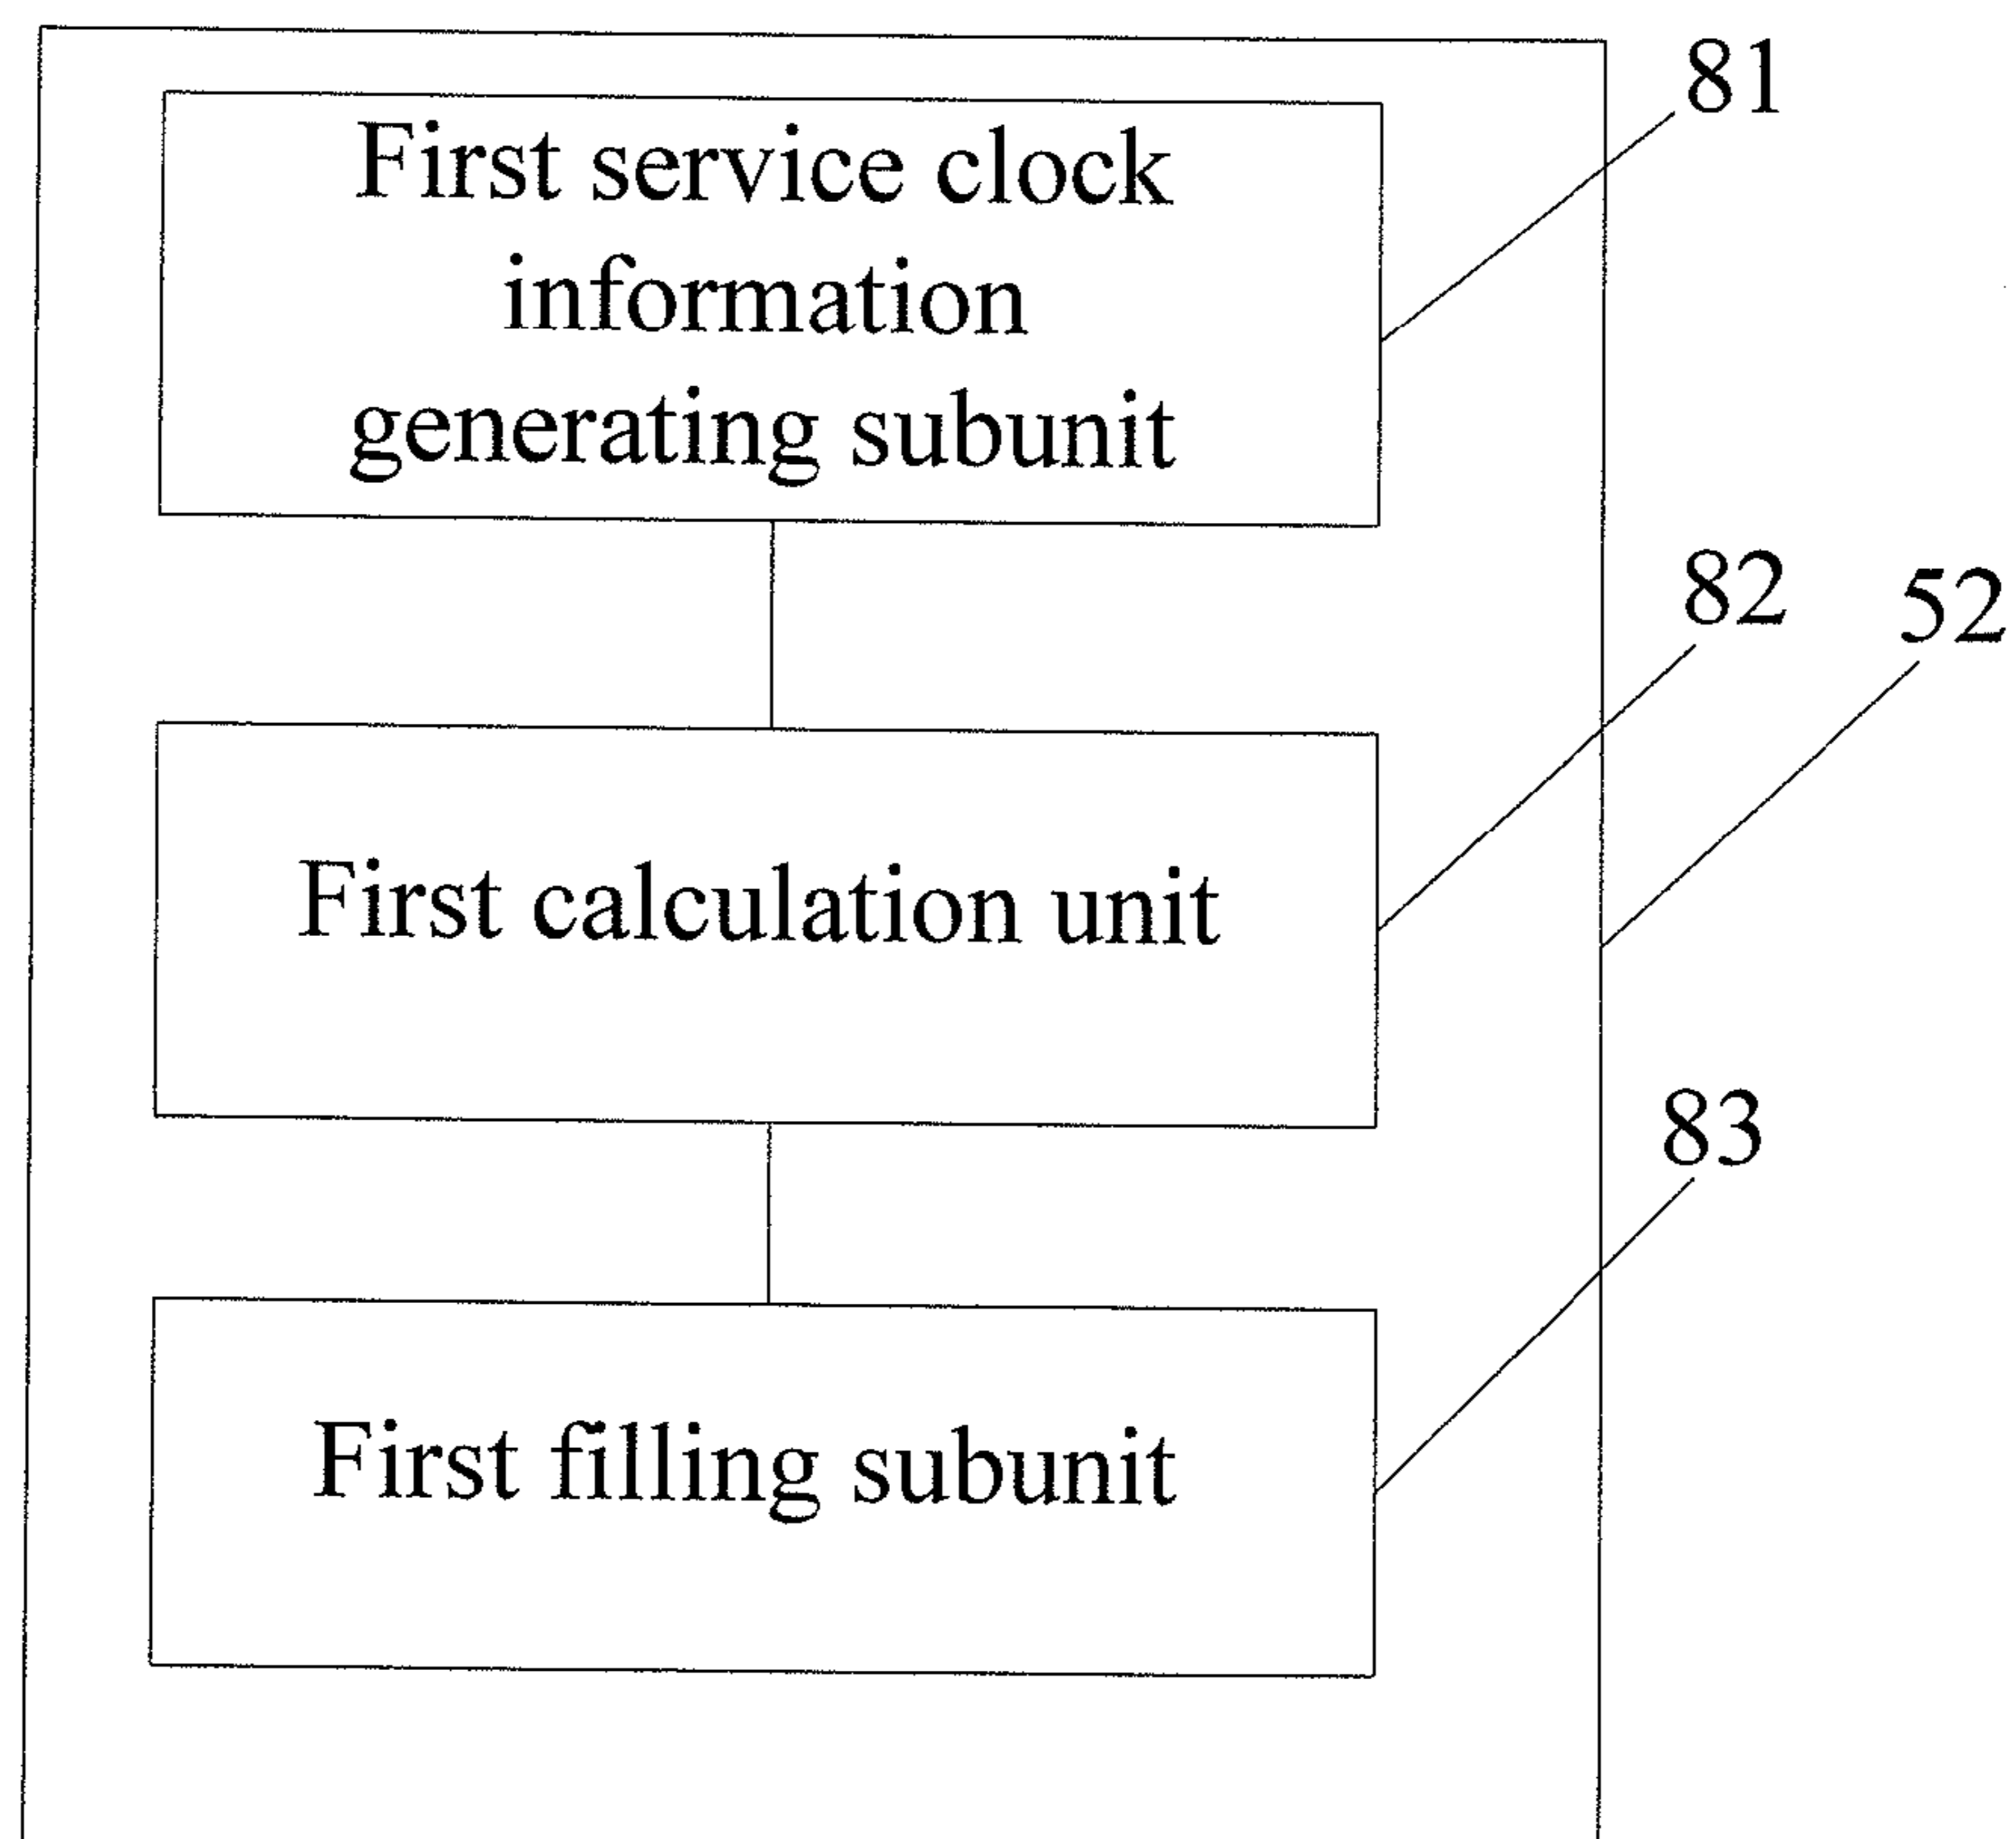 81
First service clock
information
generating subunit
82
52
First calculation unit
83
First filling subunit